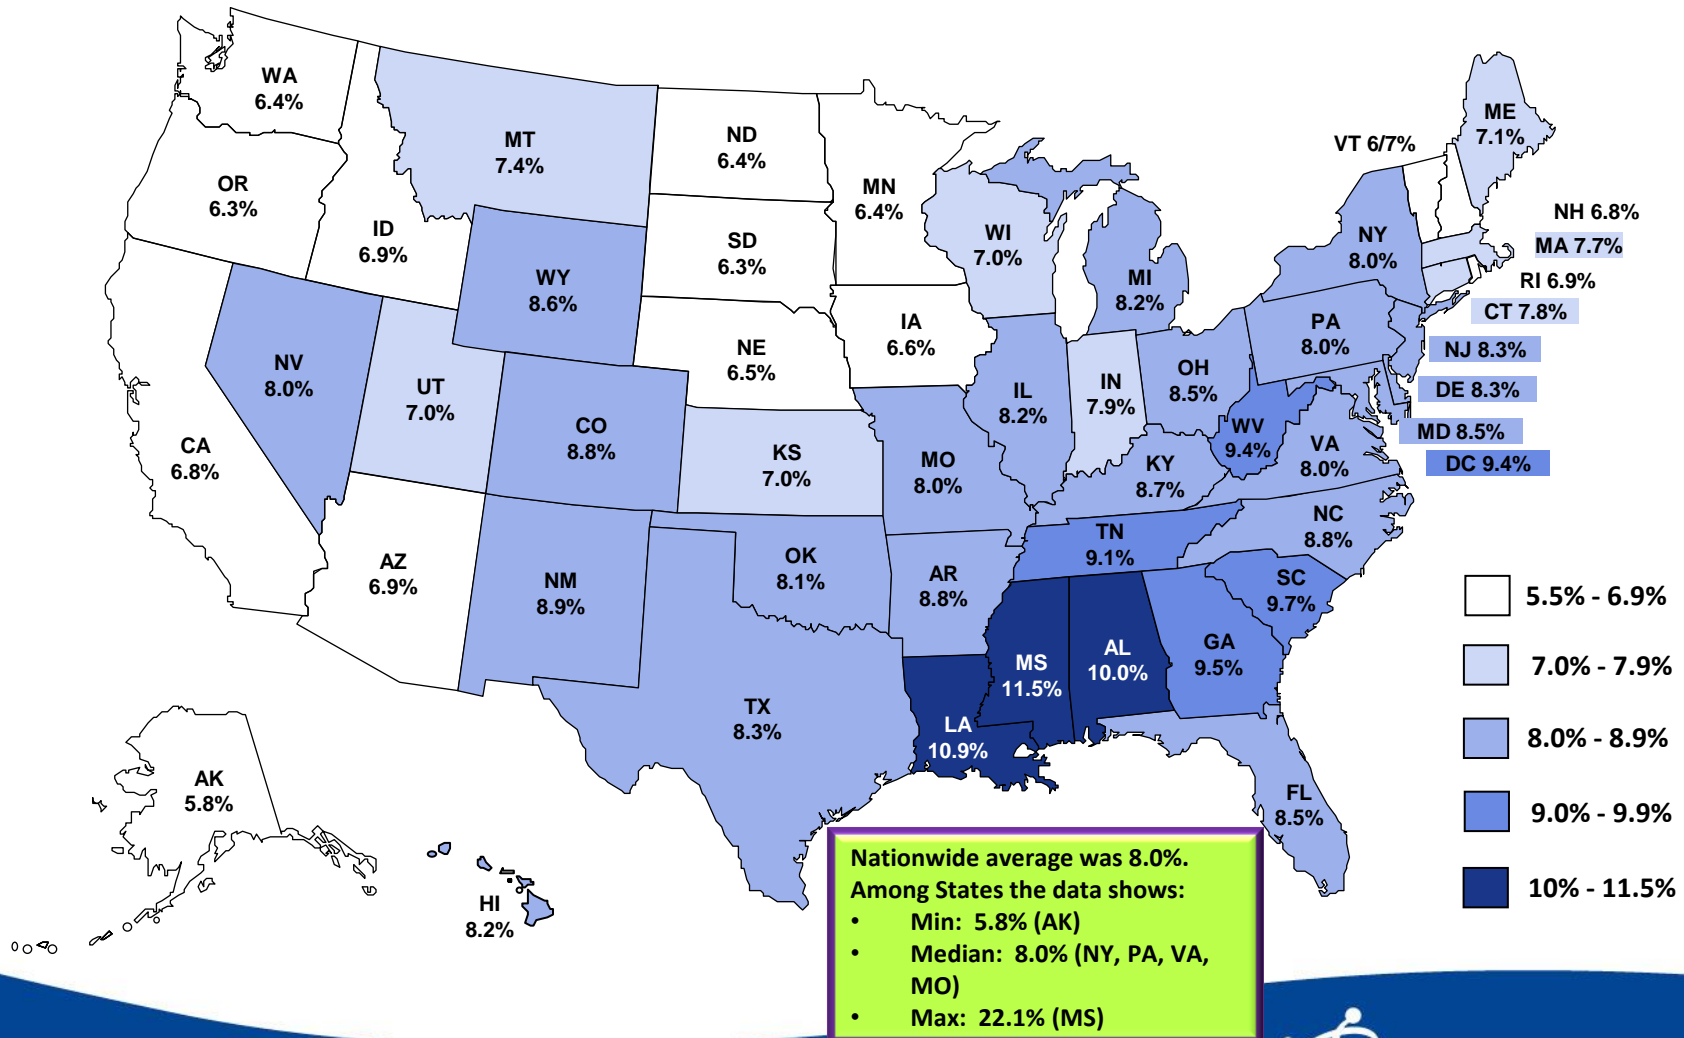 WA
6.4%
OR
6.3%
CA
6.8%
ID
6.9%
NV
8.0%
MT
7.4%
WY
8.6%
UT
7.0%
CO
8.8%
AZ
6.9%
NM
8.9%
ND
6.4%
SD
6.3%
NE
6.5%
KS
7.0%
OK
8.1%
TX
8.3%
MN
6.4%
IA
6.6%
MO
8.0%
AR
8.8%
LA
10.9%
WI
7.0%
IL
8.2%
MI
8.2%
IN
7.9%
OH
8.5%
KY
8.7%
TN
9.1%
MS
11.5%
AL
10.0%
GA
9.5%
FL
8.5%
SC
9.7%
NC
8.8%
VA
8.0%
WV
9.4%
PA
8.0%
NY
8.0%
VT 6/7%
ME
7.1%
NH 6.8%
MA 7.7%
RI 6.9%
CT 7.8%
NJ 8.3%
DE 8.3%
MD 8.5%
DC 9.4%
AK
5.8%
HI
8.2%
5.5% - 6.9%
7.0% - 7.9%
8.0% - 8.9%
9.0% - 9.9%
10% - 11.5%
Nationwide average was 8.0%.
Among States the data shows:
• Min: 5.8% (AK)
• Median: 8.0% (NY, PA, VA,
MO)
• Max: 22.1% (MS)